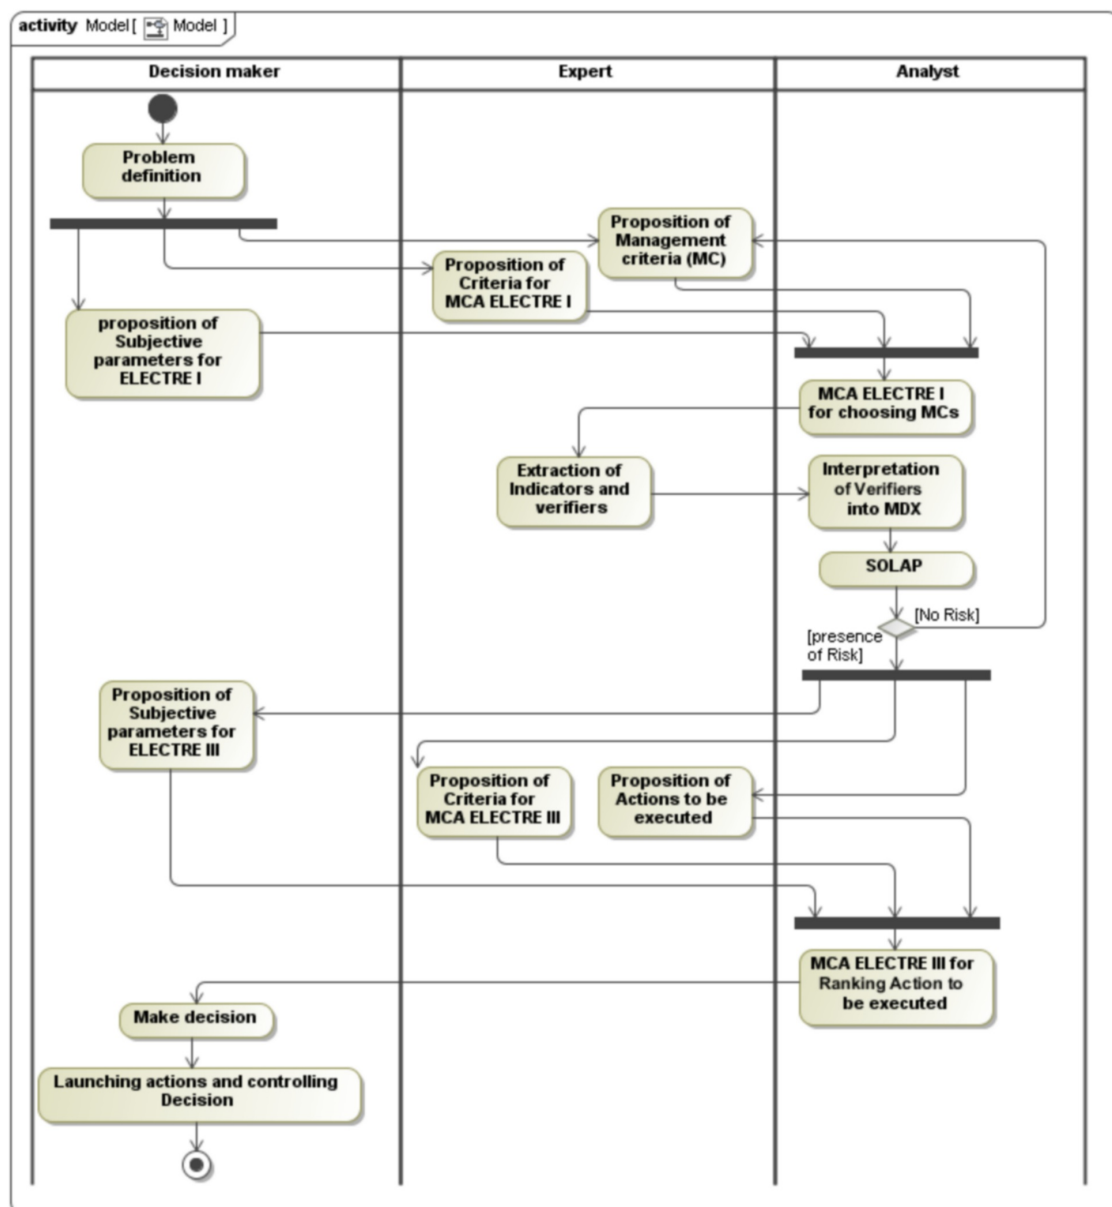 activity Model [ Model ]
Decision maker
Expert
Analyst
Problem
definition
Proposition of
Management
criteria (MC)
Proposition of
Criteria for
MCA ELECTRE I
proposition of
Subjective
parameters for
ELECTRE I
MCA ELECTRE I
for choosing MCs
Extraction of
Indicators and
verifiers
Interpretation
of Verifiers
into MDX
SOLAP
[No Risk]
[presence
of Risk]
Proposition of
Subjective
parameters for
ELECTRE III
Proposition of
Criteria for
MCA ELECTRE III
Proposition of
Actions to be
executed
MCA ELECTRE III for
Ranking Action to
be executed
Make decision
Launching actions and controlling
Decision